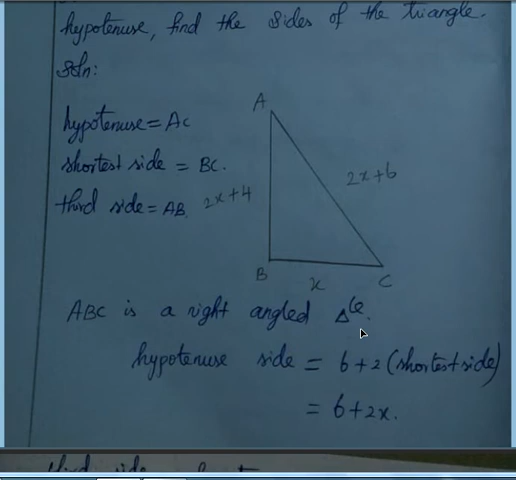 hypotenuse, find the sides of the triangle.
Soln:
A
hypotenuse = AC
shortest side = BC.
2x+6
third side = AB
2x+4
B
x
C
ABC is a right angled Δle.
hypotenuse side = 6+2 (shortest side)
= 6+2x.